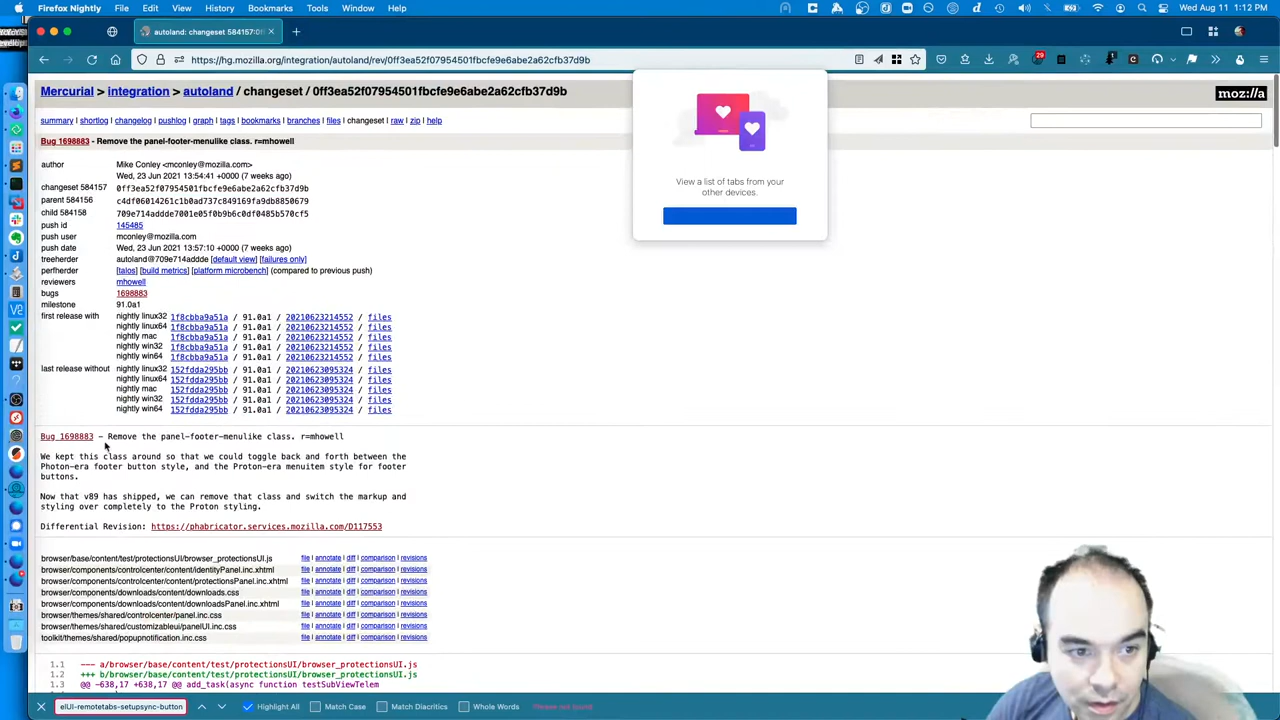 Firefox Nightly File Edit View History Bookmarks Tools Window Help
Wed Aug 11 1:12 PM
autoland: changeset 584157:0f
https://hg.mozilla.org/integration/autoland/rev/0ff3ea52f07954501bfcfe9e6abe2a62cfb37d9b
29
Mercurial > integration > autoland / changeset / 0ff3ea52f07954501bfcfe9e6abe2a62cfb37d9b
moz://a
summary | shortlog | changelog | pushlog | graph | tags | bookmarks | branches | files | changeset | raw | zip | help
Bug 1698883 - Remove the panel-footer-menulike class. r=mhowell
author Mike Conley <mconley@mozilla.com>
Wed, 23 Jun 2021 13:54:41 +0000 (7 weeks ago)
changeset 584157 0ff3ea52f07954501bfcfe9e6abe2a62cfb37d9b
parent 584156 c4df06014261c1b0ad737c849169fa9db8850679
child 584158 709e714addde7001e05f0b9b6c0df0485b570cf5
push id 145485
push user mconley@mozilla.com
push date Wed, 23 Jun 2021 13:57:10 +0000 (7 weeks ago)
treeherder autoland@709e714addde [default view] [failures only]
perfherder [talos] [build metrics] [platform microbench] (compared to previous push)
reviewers mhowell
bugs 1698883
milestone 91.0a1
first release with nightly linux32 1f8cbba9a51a / 91.0a1 / 20210623214552 / files
nightly linux64 1f8cbba9a51a / 91.0a1 / 20210623214552 / files
nightly mac 1f8cbba9a51a / 91.0a1 / 20210623214552 / files
nightly win32 1f8cbba9a51a / 91.0a1 / 20210623214552 / files
nightly win64 1f8cbba9a51a / 91.0a1 / 20210623214552 / files
last release without nightly linux32 152fdda295bb / 91.0a1 / 20210623095324 / files
nightly linux64 152fdda295bb / 91.0a1 / 20210623095324 / files
nightly mac 152fdda295bb / 91.0a1 / 20210623095324 / files
nightly win32 152fdda295bb / 91.0a1 / 20210623095324 / files
nightly win64 152fdda295bb / 91.0a1 / 20210623095324 / files
View a list of tabs from your
other devices.
Bug 1698883 - Remove the panel-footer-menulike class. r=mhowell
We kept this class around so that we could toggle back and forth between the
Photon-era footer button style, and the Proton-era menuitem style for footer
buttons.
Now that v89 has shipped, we can remove that class and switch the markup and
styling over completely to the Proton styling.
Differential Revision: https://phabricator.services.mozilla.com/D117553
browser/base/content/test/protectionsUI/browser_protectionsUI.js file | annotate | diff | comparison | revisions
browser/components/controlcenter/content/identityPanel.inc.xhtml file | annotate | diff | comparison | revisions
browser/components/controlcenter/content/protectionsPanel.inc.xhtml file | annotate | diff | comparison | revisions
browser/components/downloads/content/downloads.css file | annotate | diff | comparison | revisions
browser/components/downloads/content/downloadsPanel.inc.xhtml file | annotate | diff | comparison | revisions
browser/themes/shared/controlcenter/panel.inc.css file | annotate | diff | comparison | revisions
browser/themes/shared/customizableui/panelUI.inc.css file | annotate | diff | comparison | revisions
toolkit/themes/shared/popupnotification.inc.css file | annotate | diff | comparison | revisions
1.1 --- a/browser/base/content/test/protectionsUI/browser_protectionsUI.js
1.2 +++ b/browser/base/content/test/protectionsUI/browser_protectionsUI.js
1.3 @@ -638,17 +638,17 @@ add_task(async function testSubViewTelem
elUI-remotetabs-setupsync-button Highlight All Match Case Match Diacritics Whole Words Phrase not found